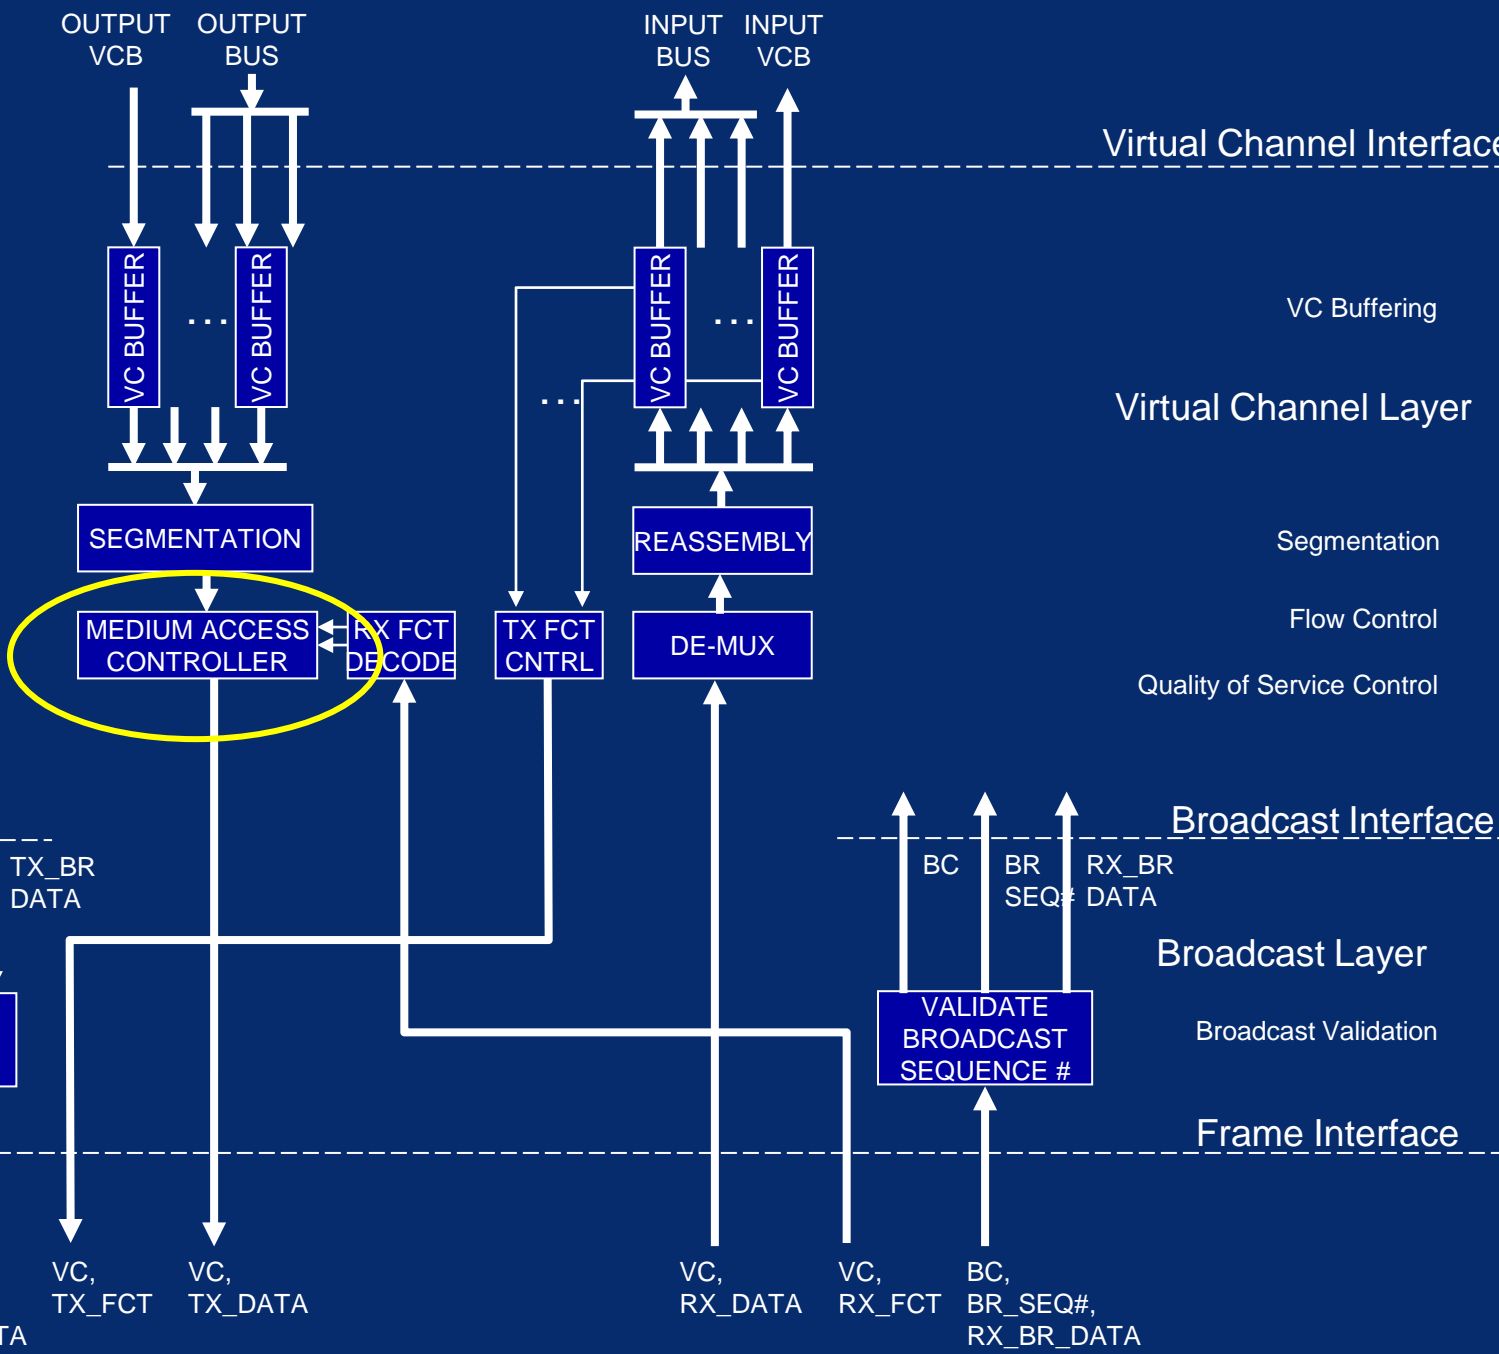 OUTPUT
VCB
OUTPUT
BUS
INPUT
BUS
INPUT
VCB
Virtual Channel Interface
VC BUFFER
...
VC BUFFER
VC BUFFER
...
VC BUFFER
VC Buffering
...
Virtual Channel Layer
SEGMENTATION
REASSEMBLY
Segmentation
MEDIUM ACCESS
CONTROLLER
RX FCT
DECODE
TX FCT
CNTRL
DE-MUX
Flow Control
Quality of Service Control
Broadcast Interface
TX_BR
DATA
BC
BR
SEQ#
RX_BR
DATA
Broadcast Layer
VALIDATE
BROADCAST
SEQUENCE #
Broadcast Validation
Frame Interface
VC,
TX_FCT
VC,
TX_DATA
VC,
RX_DATA
VC,
RX_FCT
BC,
BR_SEQ#,
RX_BR_DATA